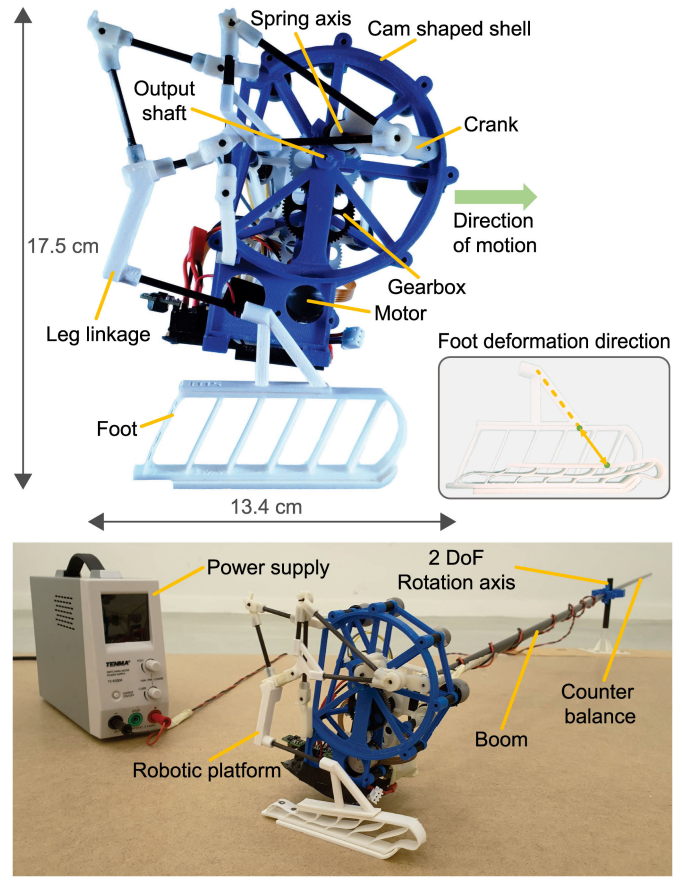 Spring axis
Cam shaped shell
Output
shaft
Crank
Direction
of motion
17.5 cm
Gearbox
Motor
Leg linkage
Foot deformation direction
Foot
13.4 cm
2 DoF
Rotation axis
Power supply
TENMA
Counter
balance
Boom
Robotic platform